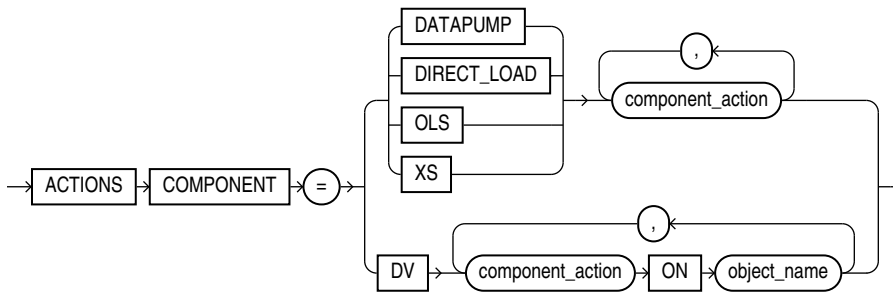 DATAPUMP
DIRECT_LOAD
OLS
XS
,
component_action
ACTIONS COMPONENT =
,
DV component_action ON object_name